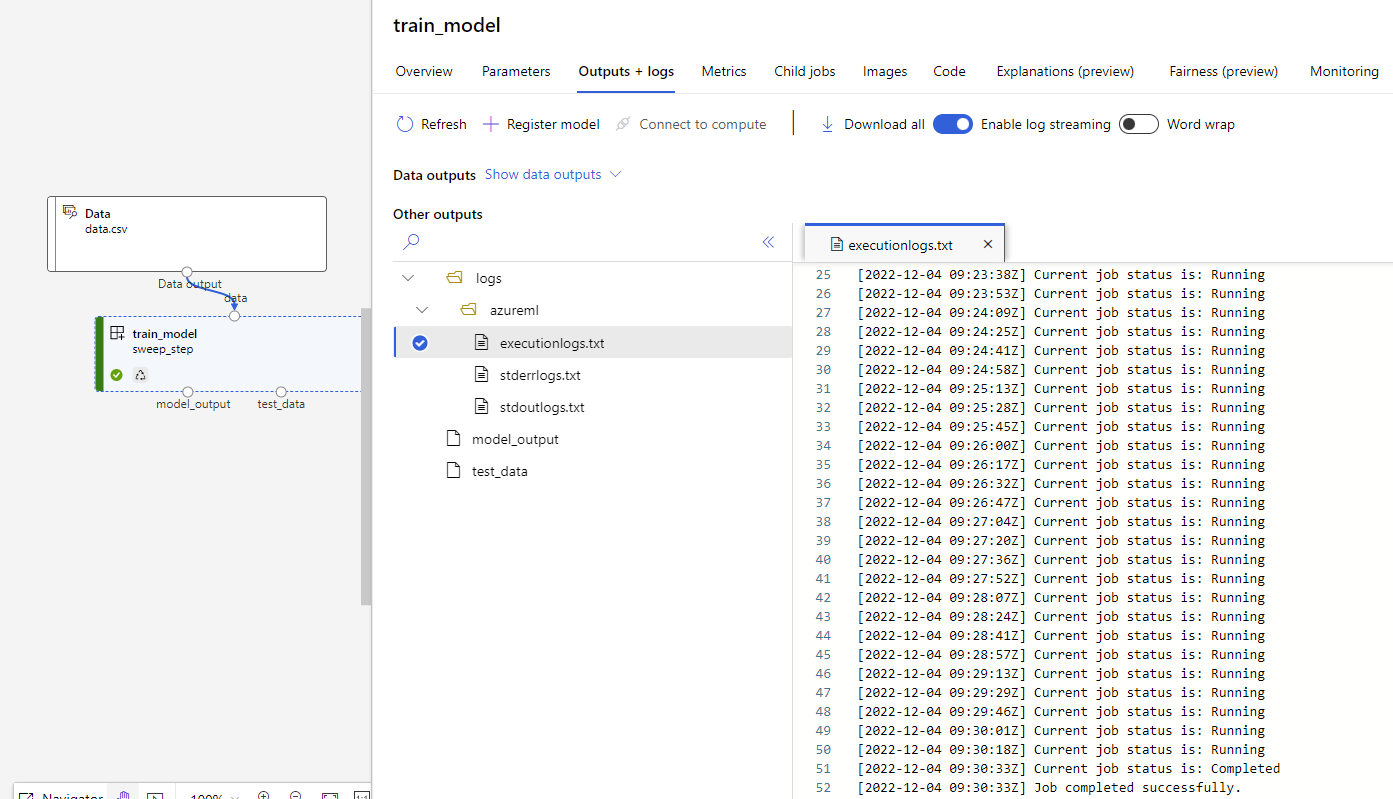 train_model
Overview Parameters Outputs + logs Metrics Child jobs Images Code Explanations (preview) Fairness (preview) Monitoring
Refresh Register model Connect to compute Download all Enable log streaming Word wrap
Data outputs Show data outputs
Other outputs
Data
data.csv
Data output
data
train_model
sweep_step
model_output test_data
Navigator 100%
logs
azureml
executionlogs.txt
stderrlogs.txt
stdoutlogs.txt
model_output
test_data
executionlogs.txt
25 [2022-12-04 09:23:38Z] Current job status is: Running
26 [2022-12-04 09:23:53Z] Current job status is: Running
27 [2022-12-04 09:24:09Z] Current job status is: Running
28 [2022-12-04 09:24:25Z] Current job status is: Running
29 [2022-12-04 09:24:41Z] Current job status is: Running
30 [2022-12-04 09:24:58Z] Current job status is: Running
31 [2022-12-04 09:25:13Z] Current job status is: Running
32 [2022-12-04 09:25:28Z] Current job status is: Running
33 [2022-12-04 09:25:45Z] Current job status is: Running
34 [2022-12-04 09:26:00Z] Current job status is: Running
35 [2022-12-04 09:26:17Z] Current job status is: Running
36 [2022-12-04 09:26:32Z] Current job status is: Running
37 [2022-12-04 09:26:47Z] Current job status is: Running
38 [2022-12-04 09:27:04Z] Current job status is: Running
39 [2022-12-04 09:27:20Z] Current job status is: Running
40 [2022-12-04 09:27:36Z] Current job status is: Running
41 [2022-12-04 09:27:52Z] Current job status is: Running
42 [2022-12-04 09:28:07Z] Current job status is: Running
43 [2022-12-04 09:28:24Z] Current job status is: Running
44 [2022-12-04 09:28:41Z] Current job status is: Running
45 [2022-12-04 09:28:57Z] Current job status is: Running
46 [2022-12-04 09:29:13Z] Current job status is: Running
47 [2022-12-04 09:29:29Z] Current job status is: Running
48 [2022-12-04 09:29:46Z] Current job status is: Running
49 [2022-12-04 09:30:01Z] Current job status is: Running
50 [2022-12-04 09:30:18Z] Current job status is: Running
51 [2022-12-04 09:30:33Z] Current job status is: Completed
52 [2022-12-04 09:30:33Z] Job completed successfully.